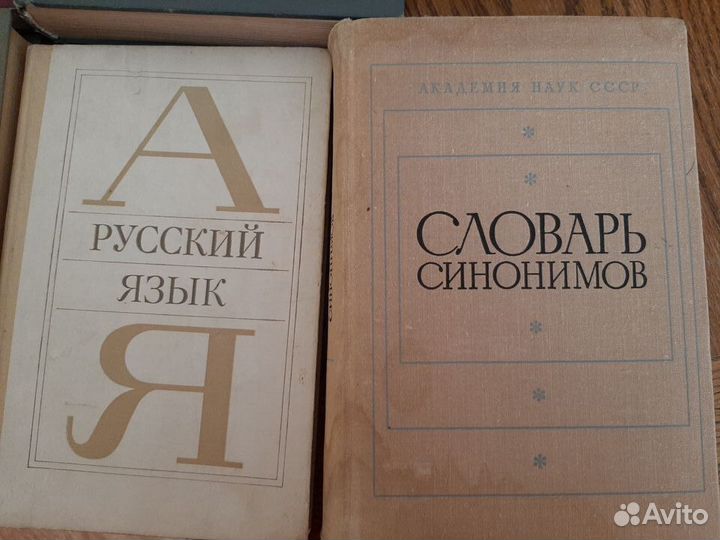 А
РУССКИЙ
ЯЗЫК
Я
АКАДЕМИЯ НАУК СССР
СЛОВАРЬ
СИНОНИМОВ
Avito